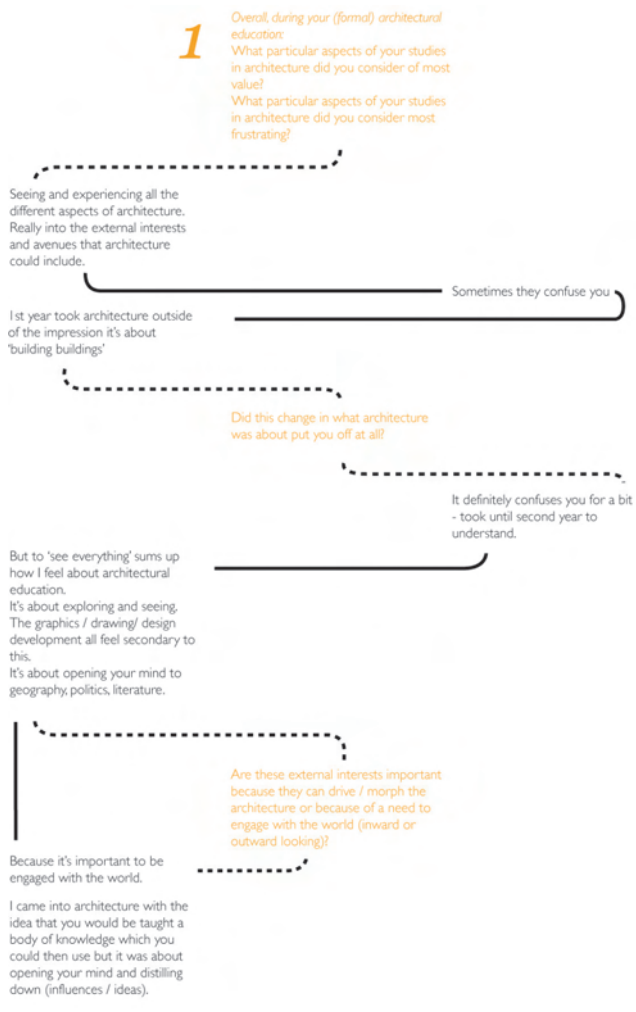 1
Overall, during your (formal) architectural
education:
What particular aspects of your studies
in architecture did you consider of most
value?
What particular aspects of your studies
in architecture did you consider most
frustrating?
Seeing and experiencing all the
different aspects of architecture.
Really into the external interests
and avenues that architecture
could include.
Sometimes they confuse you
1st year took architecture outside
of the impression it's about
'building buildings'
Did this change in what architecture
was about put you off at all?
It definitely confuses you for a bit
- took until second year to
understand.
But to 'see everything' sums up
how I feel about architectural
education.
It's about exploring and seeing.
The graphics / drawing/ design
development all feel secondary to
this.
It's about opening your mind to
geography, politics, literature.
Are these external interests important
because they can drive / morph the
architecture or because of a need to
engage with the world (inward or
outward looking)?
Because it's important to be
engaged with the world.
I came into architecture with the
idea that you would be taught a
body of knowledge which you
could then use but it was about
opening your mind and distilling
down (influences / ideas).